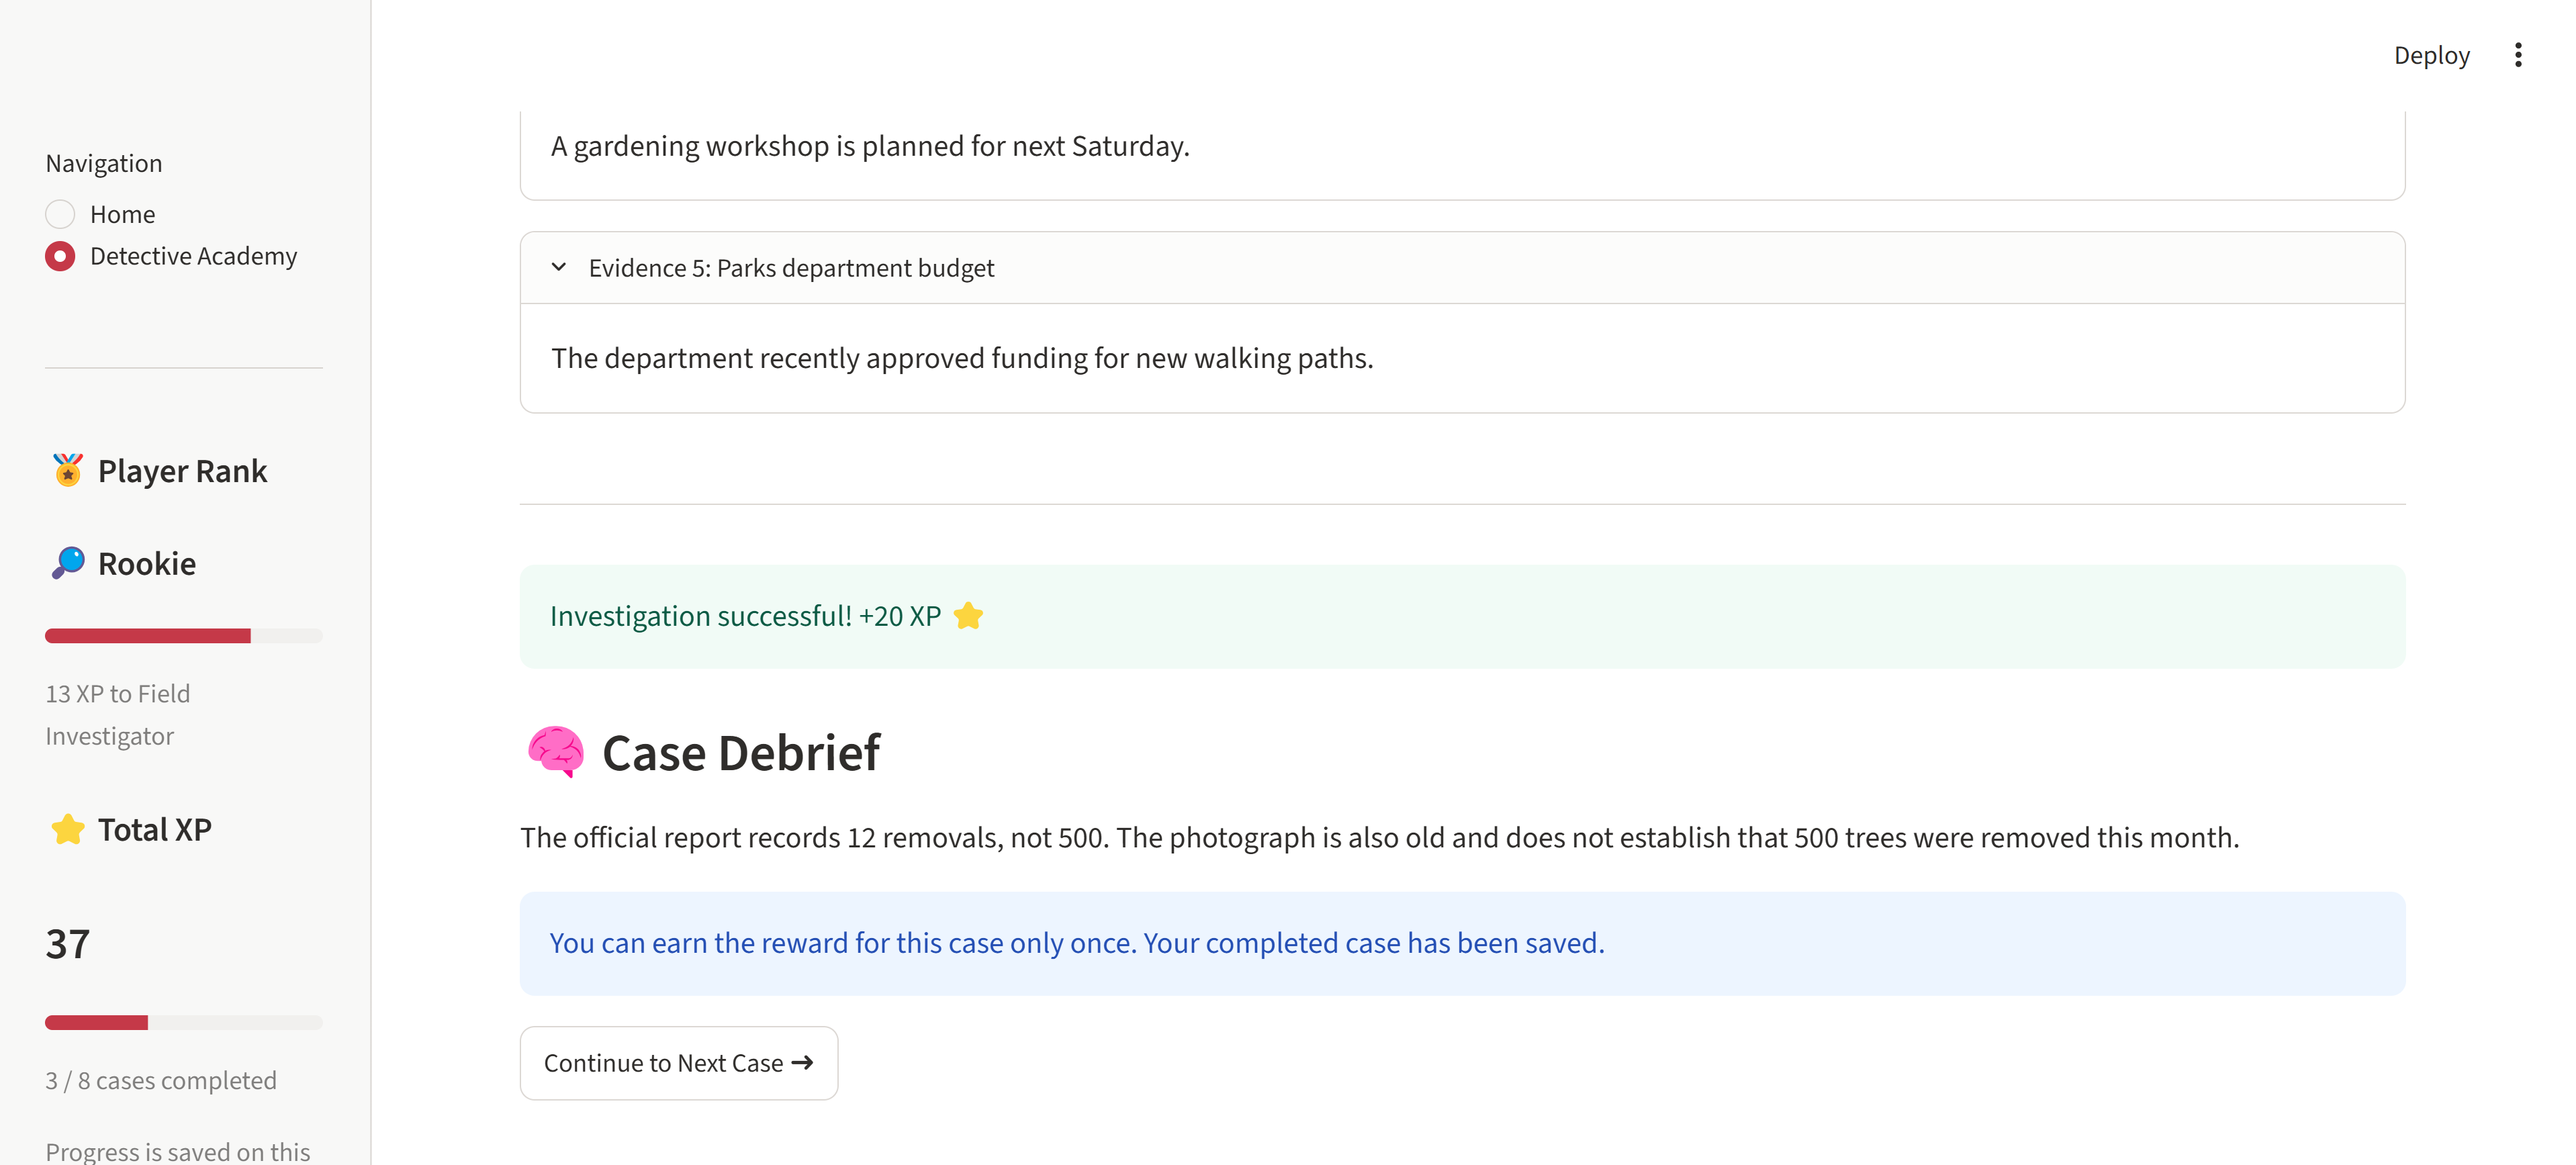 Deploy
Navigation
Home
Detective Academy
Player Rank
Rookie
13 XP to Field
Investigator
Total XP
37
3 / 8 cases completed
Progress is saved on this
A gardening workshop is planned for next Saturday.
Evidence 5: Parks department budget
The department recently approved funding for new walking paths.
Investigation successful! +20 XP
Case Debrief
The official report records 12 removals, not 500. The photograph is also old and does not establish that 500 trees were removed this month.
You can earn the reward for this case only once. Your completed case has been saved.
Continue to Next Case →